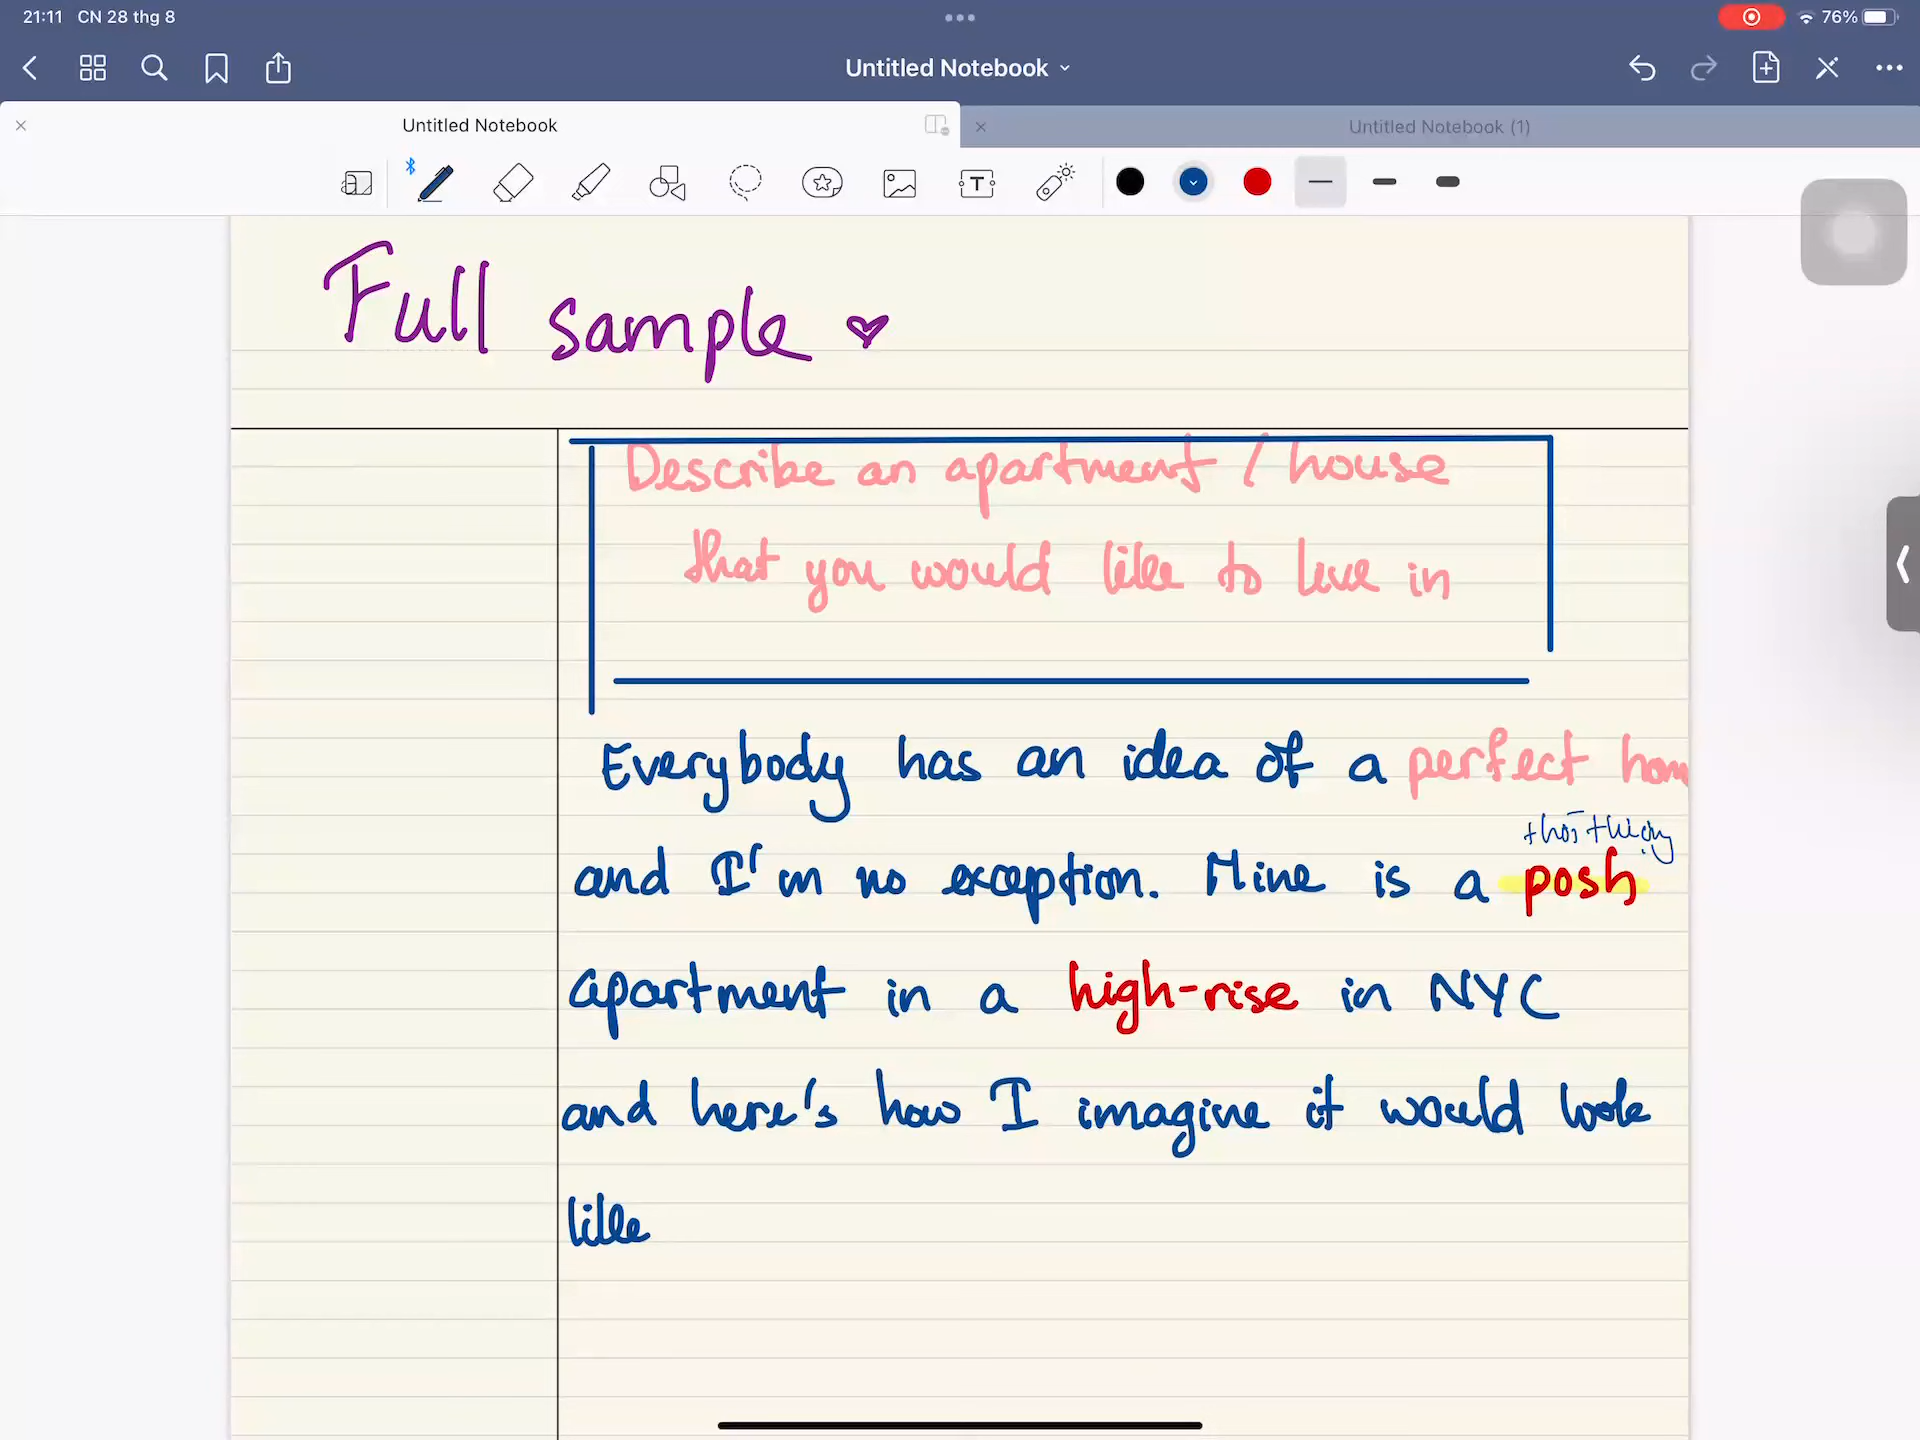 21:11 CN 28 thg 8
76%
Untitled Notebook
Untitled Notebook
Untitled Notebook (1)
Full sample
Describe an apartment / house
that you would like to live in
Everybody has an idea of a perfect hom
thời thượng
and I'm no exception. Mine is a posh
apartment in a high-rise in NYC
and here's how I imagine it would look
like